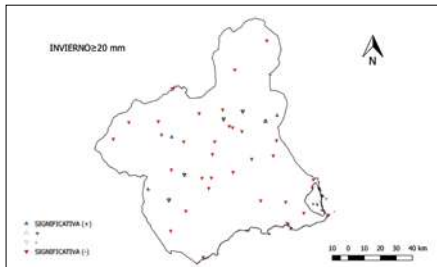 INVIERNO≥20 mm
N
SIGNIFICATIVA (+)
+
-
SIGNIFICATIVA (-)
10 0 10 20 30 40 km